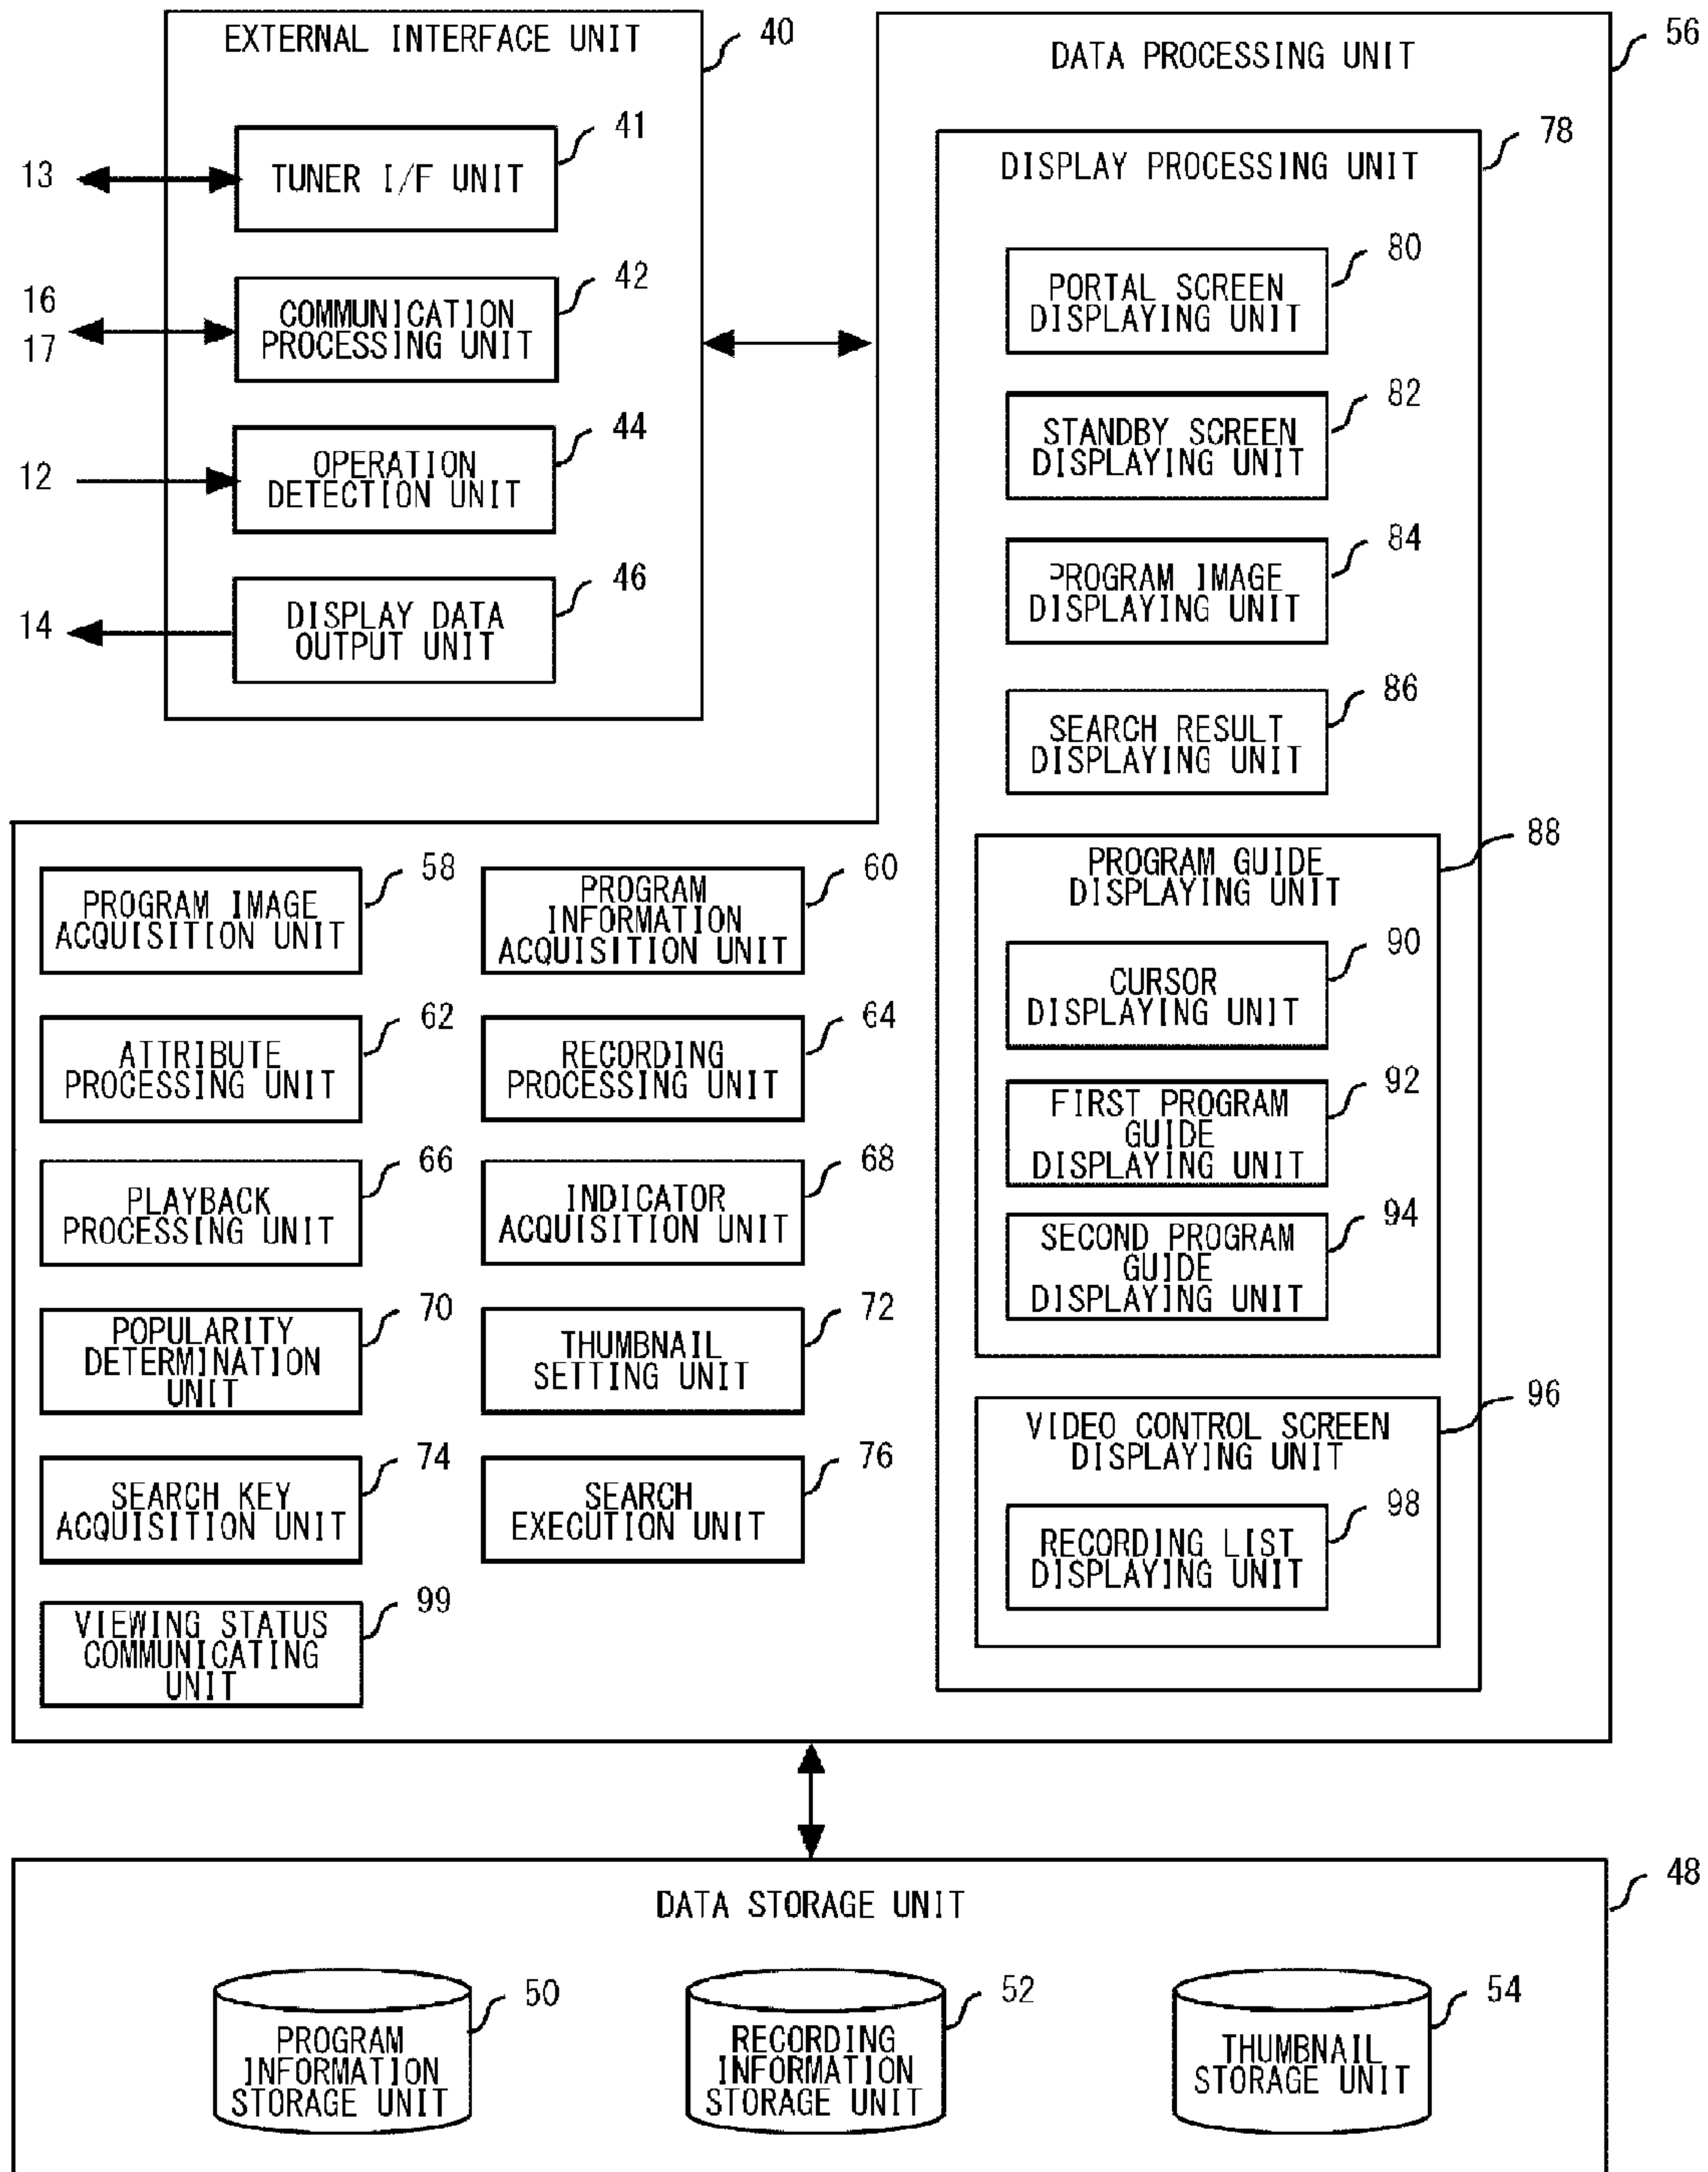 EXTERNAL INTERFACE UNIT
40
TUNER I/F UNIT
41
13
COMMUNICATION
PROCESSING UNIT
42
16
17
OPERATION
DETECTION UNIT
44
12
DISPLAY DATA
OUTPUT UNIT
46
14
DATA PROCESSING UNIT
56
DISPLAY PROCESSING UNIT
78
PORTAL SCREEN
DISPLAYING UNIT
80
STANDBY SCREEN
DISPLAYING UNIT
82
PROGRAM IMAGE
DISPLAYING UNIT
84
SEARCH RESULT
DISPLAYING UNIT
86
PROGRAM GUIDE
DISPLAYING UNIT
88
CURSOR
DISPLAYING UNIT
90
FIRST PROGRAM
GUIDE
DISPLAYING UNIT
92
SECOND PROGRAM
GUIDE
DISPLAYING UNIT
94
VIDEO CONTROL SCREEN
DISPLAYING UNIT
96
RECORDING LIST
DISPLAYING UNIT
98
PROGRAM IMAGE
ACQUISITION UNIT
58
PROGRAM
INFORMATION
ACQUISITION UNIT
60
ATTRIBUTE
PROCESSING UNIT
62
RECORDING
PROCESSING UNIT
64
PLAYBACK
PROCESSING UNIT
66
INDICATOR
ACQUISITION UNIT
68
POPULARITY
DETERMINATION
UNIT
70
THUMBNAIL
SETTING UNIT
72
SEARCH KEY
ACQUISITION UNIT
74
SEARCH
EXECUTION UNIT
76
VIEWING STATUS
COMMUNICATING
UNIT
99
DATA STORAGE UNIT
48
PROGRAM
INFORMATION
STORAGE UNIT
50
RECORDING
INFORMATION
STORAGE UNIT
52
THUMBNAIL
STORAGE UNIT
54